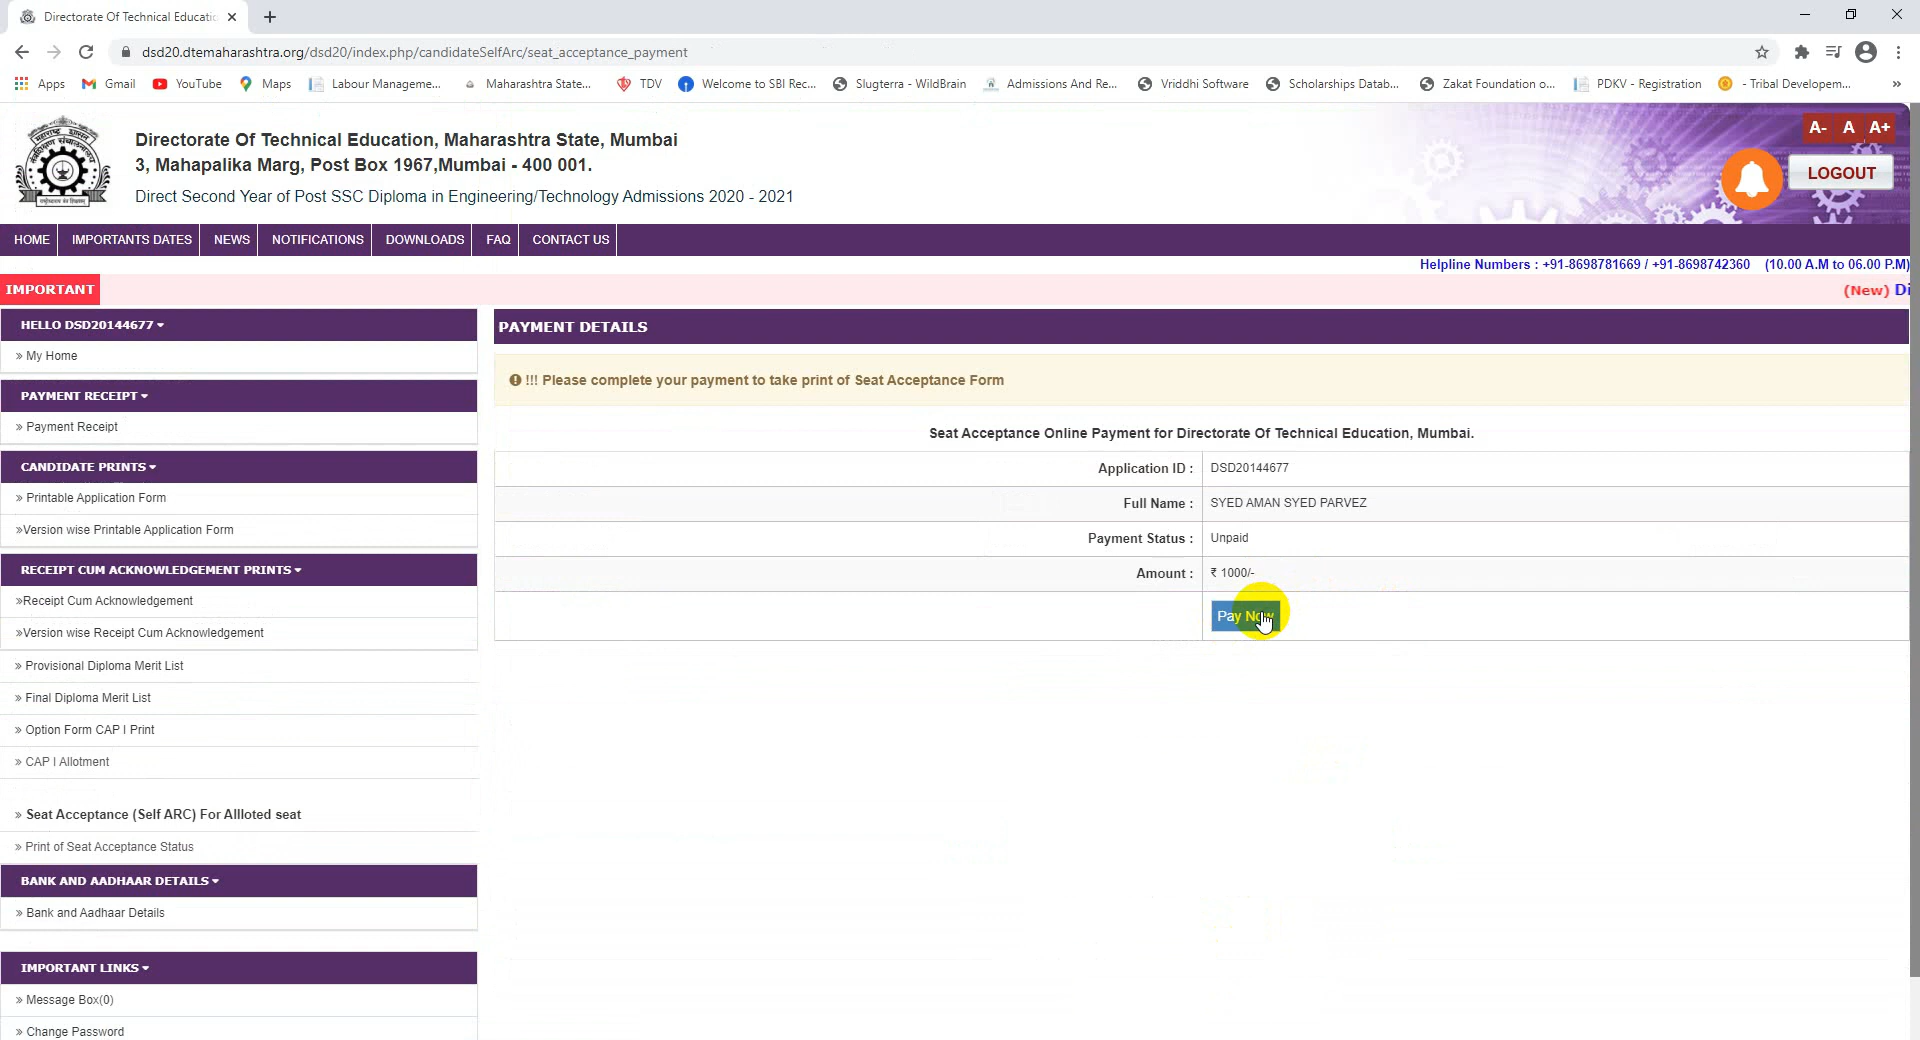 Directorate Of Technical Educatio
dsd20.dtemaharashtra.org/dsd20/index.php/candidateSelfArc/seat_acceptance_payment
Apps Gmail YouTube Maps Labour Manageme... Maharashtra State... TDV Welcome to SBI Rec... Slugterra - WildBrain Admissions And Re... Viriddhi Software Scholarships Datab... Zakat Foundation o... PDKV - Registration - Tribal Developem... »
Directorate Of Technical Education, Maharashtra State, Mumbai
3, Mahapalika Marg, Post Box 1967,Mumbai - 400 001.
Direct Second Year of Post SSC Diploma in Engineering/Technology Admissions 2020 - 2021
A- A A+
LOGOUT
HOME IMPORTANTS DATES NEWS NOTIFICATIONS DOWNLOADS FAQ CONTACT US
Helpline Numbers : +91-8698781669 / +91-8698742360 (10.00 A.M to 06.00 P.M)
IMPORTANT
(New) Di
HELLO DSD20144677
» My Home
PAYMENT RECEIPT
» Payment Receipt
CANDIDATE PRINTS
» Printable Application Form
»Version wise Printable Application Form
RECEIPT CUM ACKNOWLEDGEMENT PRINTS
»Receipt Cum Acknowledgement
»Version wise Receipt Cum Acknowledgement
» Provisional Diploma Merit List
» Final Diploma Merit List
» Option Form CAP I Print
» CAP I Allotment
» Seat Acceptance (Self ARC) For Allloted seat
» Print of Seat Acceptance Status
BANK AND AADHAAR DETAILS
» Bank and Aadhaar Details
IMPORTANT LINKS
» Message Box(0)
» Change Password
PAYMENT DETAILS
!!! Please complete your payment to take print of Seat Acceptance Form
Seat Acceptance Online Payment for Directorate Of Technical Education, Mumbai.
Application ID : DSD20144677
Full Name : SYED AMAN SYED PARVEZ
Payment Status : Unpaid
Amount : ₹ 1000/-
Pay Now